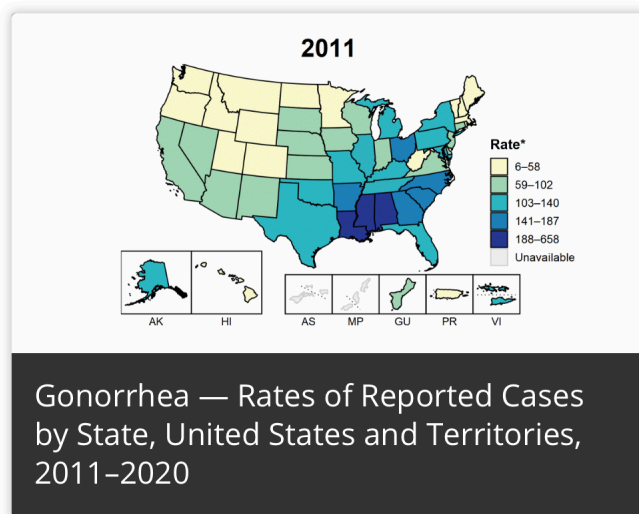 2011
Rate*
6–58
59–102
103–140
141–187
188–658
Unavailable
AK
HI
AS
MP
GU
PR
VI
Gonorrhea — Rates of Reported Cases
by State, United States and Territories,
2011–2020